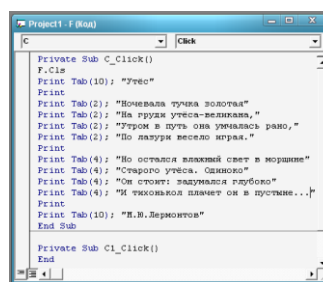 Project1 - F (Код)
C Click
Private Sub C_Click()
F.Cls
Print Tab(10); "Утёс"
Print
Print Tab(2); "Ночевала тучка золотая"
Print Tab(2); "На груди утёса-великана,"
Print Tab(2); "Утром в путь она умчалась рано,"
Print Tab(2); "По лазури весело играя."
Print
Print Tab(4); "Но остался влажный свет в морщине"
Print Tab(4); "Старого утёса. Одиноко"
Print Tab(4); "Он стоит: задумался глубоко"
Print Tab(4); "И тихонькол плачет он в пустыне..."
Print
Print Tab(10); "М.Ю.Лермонтов"
End Sub
Private Sub C1_Click()
End